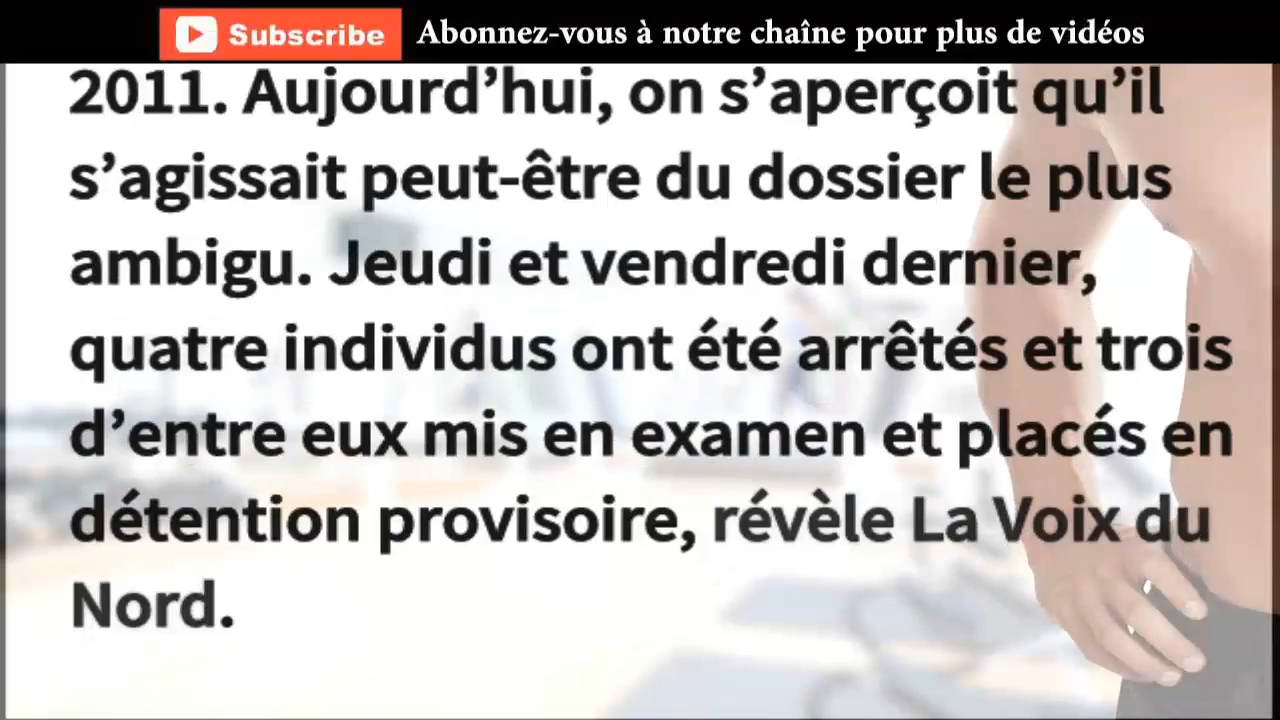 Subscribe Abonnez-vous à notre chaîne pour plus de vidéos
2011. Aujourd’hui, on s’aperçoit qu’il
s’agissait peut-être du dossier le plus
ambigu. Jeudi et vendredi dernier,
quatre individus ont été arrêtés et trois
d’entre eux mis en examen et placés en
détention provisoire, révèle La Voix du
Nord.